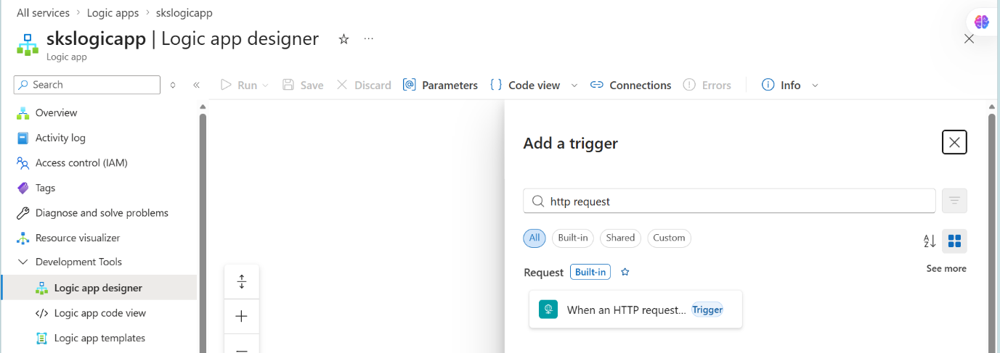 All services > Logic apps > skslogicapp
skslogicapp | Logic app designer
Logic app
Search
Run Save Discard Parameters Code view Connections Errors Info
Overview
Activity log
Access control (IAM)
Tags
Diagnose and solve problems
Resource visualizer
Development Tools
Logic app designer
Logic app code view
Logic app templates
Add a trigger
http request
All Built-in Shared Custom
Request Built-in
See more
When an HTTP request... Trigger